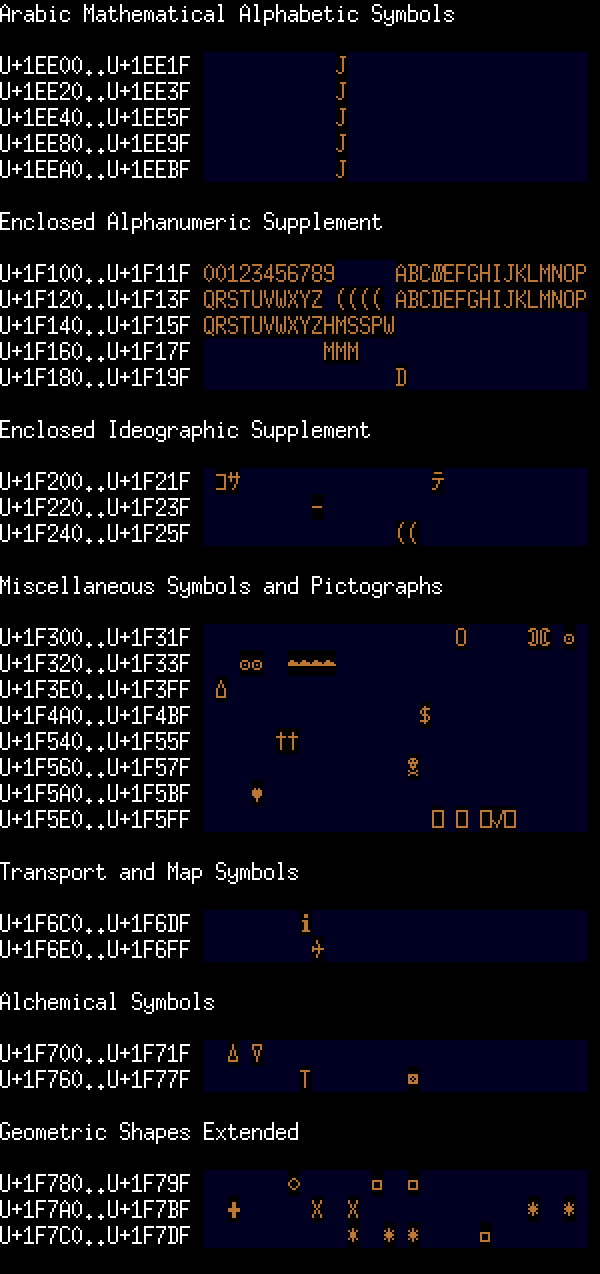 Arabic Mathematical Alphabetic Symbols
U+1EE00..U+1EE1F J
U+1EE20..U+1EE3F J
U+1EE40..U+1EE5F J
U+1EE80..U+1EE9F J
U+1EEA0..U+1EEBF J
Enclosed Alphanumeric Supplement
U+1F100..U+1F11F 00123456789 ABCDEFGHIJKLMNOP
U+1F120..U+1F13F QRSTUVWXYZ (((( ABCDEFGHIJKLMNOP
U+1F140..U+1F15F QRSTUVWXYZHMSSPW
U+1F160..U+1F17F MMM
U+1F180..U+1F19F D
Enclosed Ideographic Supplement
U+1F200..U+1F21F コサ テ
U+1F220..U+1F23F −
U+1F240..U+1F25F ((
Miscellaneous Symbols and Pictographs
U+1F300..U+1F31F
U+1F320..U+1F33F
U+1F3E0..U+1F3FF
U+1F4A0..U+1F4BF $
U+1F540..U+1F55F ††
U+1F560..U+1F57F ☠
U+1F5A0..U+1F5BF ♥
U+1F5E0..U+1F5FF
Transport and Map Symbols
U+1F6C0..U+1F6DF i
U+1F6E0..U+1F6FF ✈
Alchemical Symbols
U+1F700..U+1F71F
U+1F760..U+1F77F T
Geometric Shapes Extended
U+1F780..U+1F79F
U+1F7A0..U+1F7BF ✚ X X * *
U+1F7C0..U+1F7DF * * *